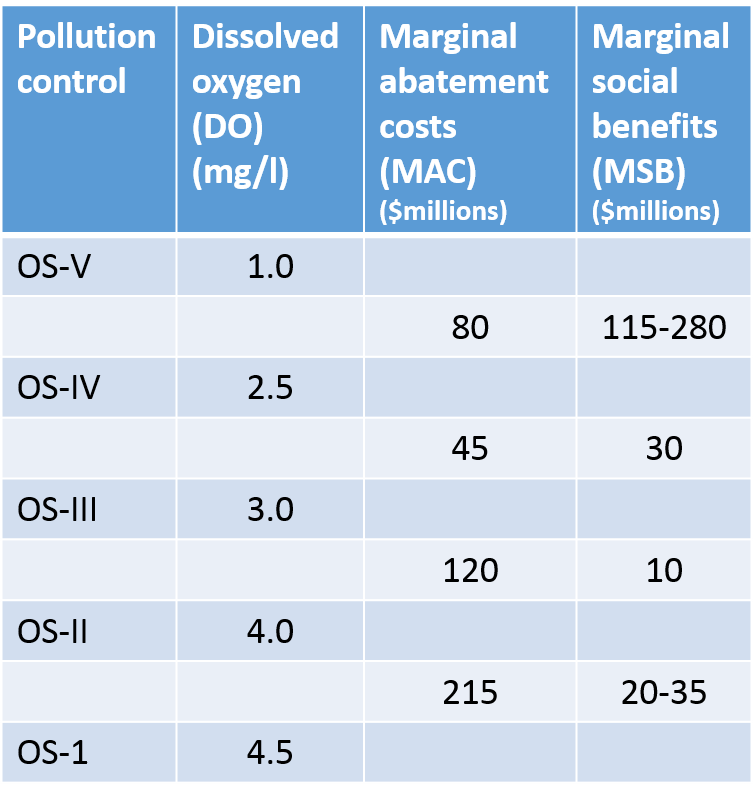 Pollution control Dissolved oxygen (DO) (mg/l) Marginal abatement costs (MAC) ($millions) Marginal social benefits (MSB) ($millions)
OS-V 1.0
80 115-280
OS-IV 2.5
45 30
OS-III 3.0
120 10
OS-II 4.0
215 20-35
OS-1 4.5